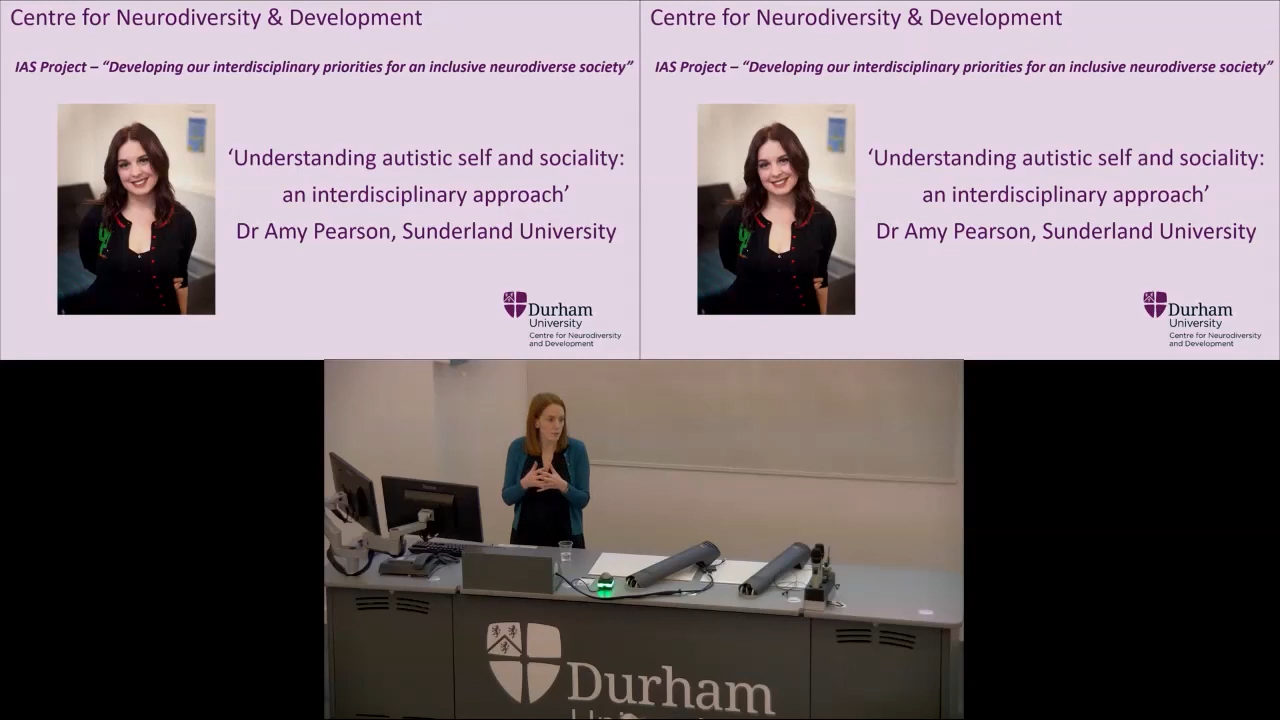 Centre for Neurodiversity & Development
IAS Project – “Developing our interdisciplinary priorities for an inclusive neurodiverse society”
‘Understanding autistic self and sociality:
an interdisciplinary approach’
Dr Amy Pearson, Sunderland University
Durham
University
Centre for Neurodiversity
and Development
Centre for Neurodiversity & Development
IAS Project – “Developing our interdisciplinary priorities for an inclusive neurodiverse society”
‘Understanding autistic self and sociality:
an interdisciplinary approach’
Dr Amy Pearson, Sunderland University
Durham
University
Centre for Neurodiversity
and Development
Durham